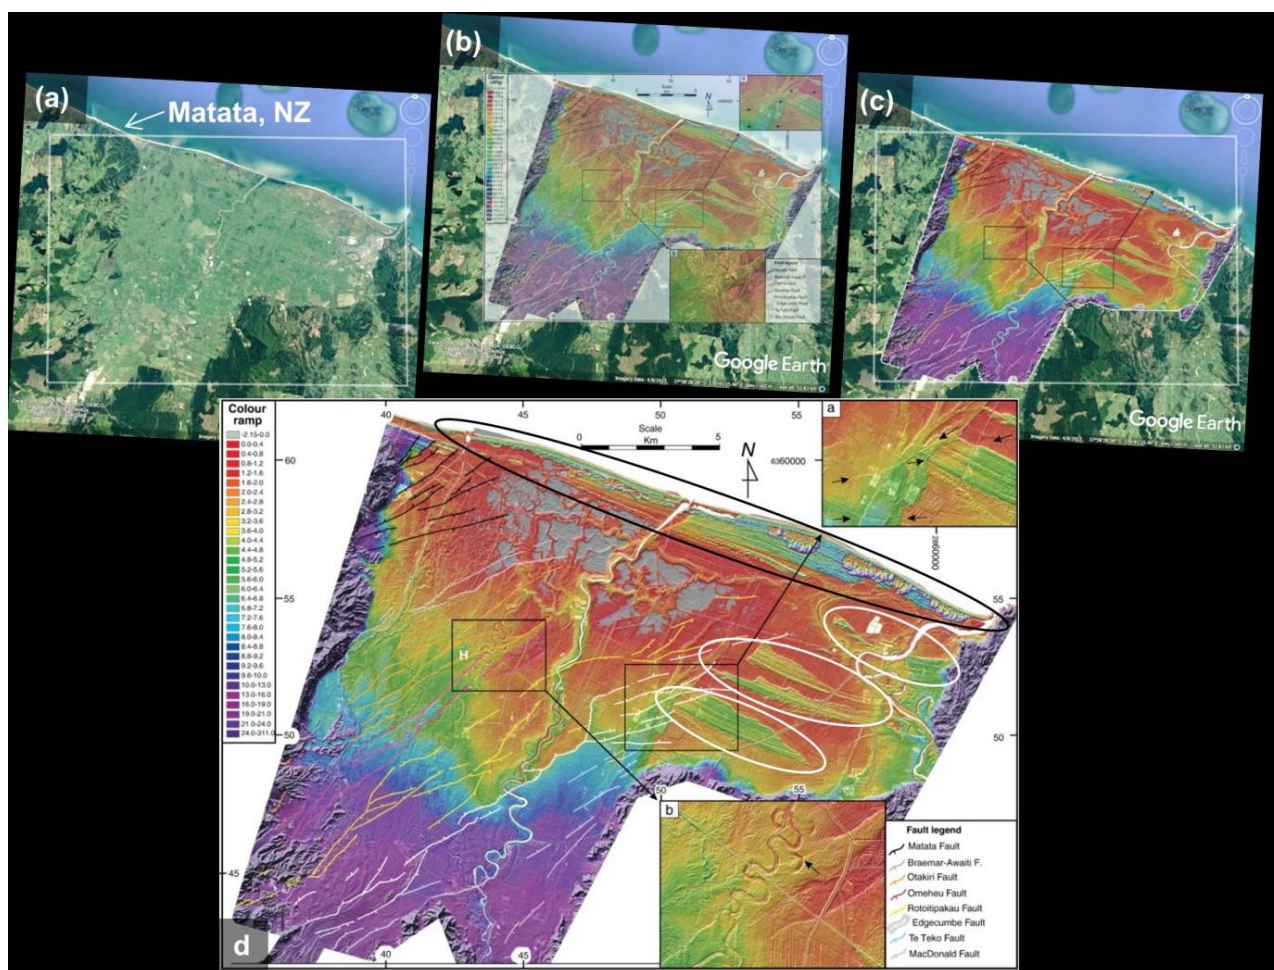 (a)
Matata, NZ
(b)
Colour
ramp
Scale
Km
N
a
b
Fault legend
Google Earth
(c)
Google Earth
Colour
ramp
-2.15-0.0
0.0-0.4
0.4-0.8
0.8-1.2
1.2-1.6
1.6-2.0
2.0-2.4
2.4-2.8
2.8-3.2
3.2-3.6
3.6-4.0
4.0-4.4
4.4-4.8
4.8-5.2
5.2-5.6
5.6-6.0
6.0-6.4
6.4-6.8
6.8-7.2
7.2-7.6
7.6-8.0
8.0-8.4
8.4-8.8
8.8-9.2
9.2-9.6
9.6-10.0
10.0-13.0
13.0-16.0
16.0-19.0
19.0-21.0
21.0-24.0
24.0-311.0
40
45
50
55
Scale
0
5
Km
N
6360000
2860000
a
60
55
50
45
55
50
H
50
55
40
45
b
Fault legend
Matata Fault
Braemar-Awaiti F.
Otakiri Fault
Omeheu Fault
Rotoitipakau Fault
Edgecumbe Fault
Te Teko Fault
MacDonald Fault
d